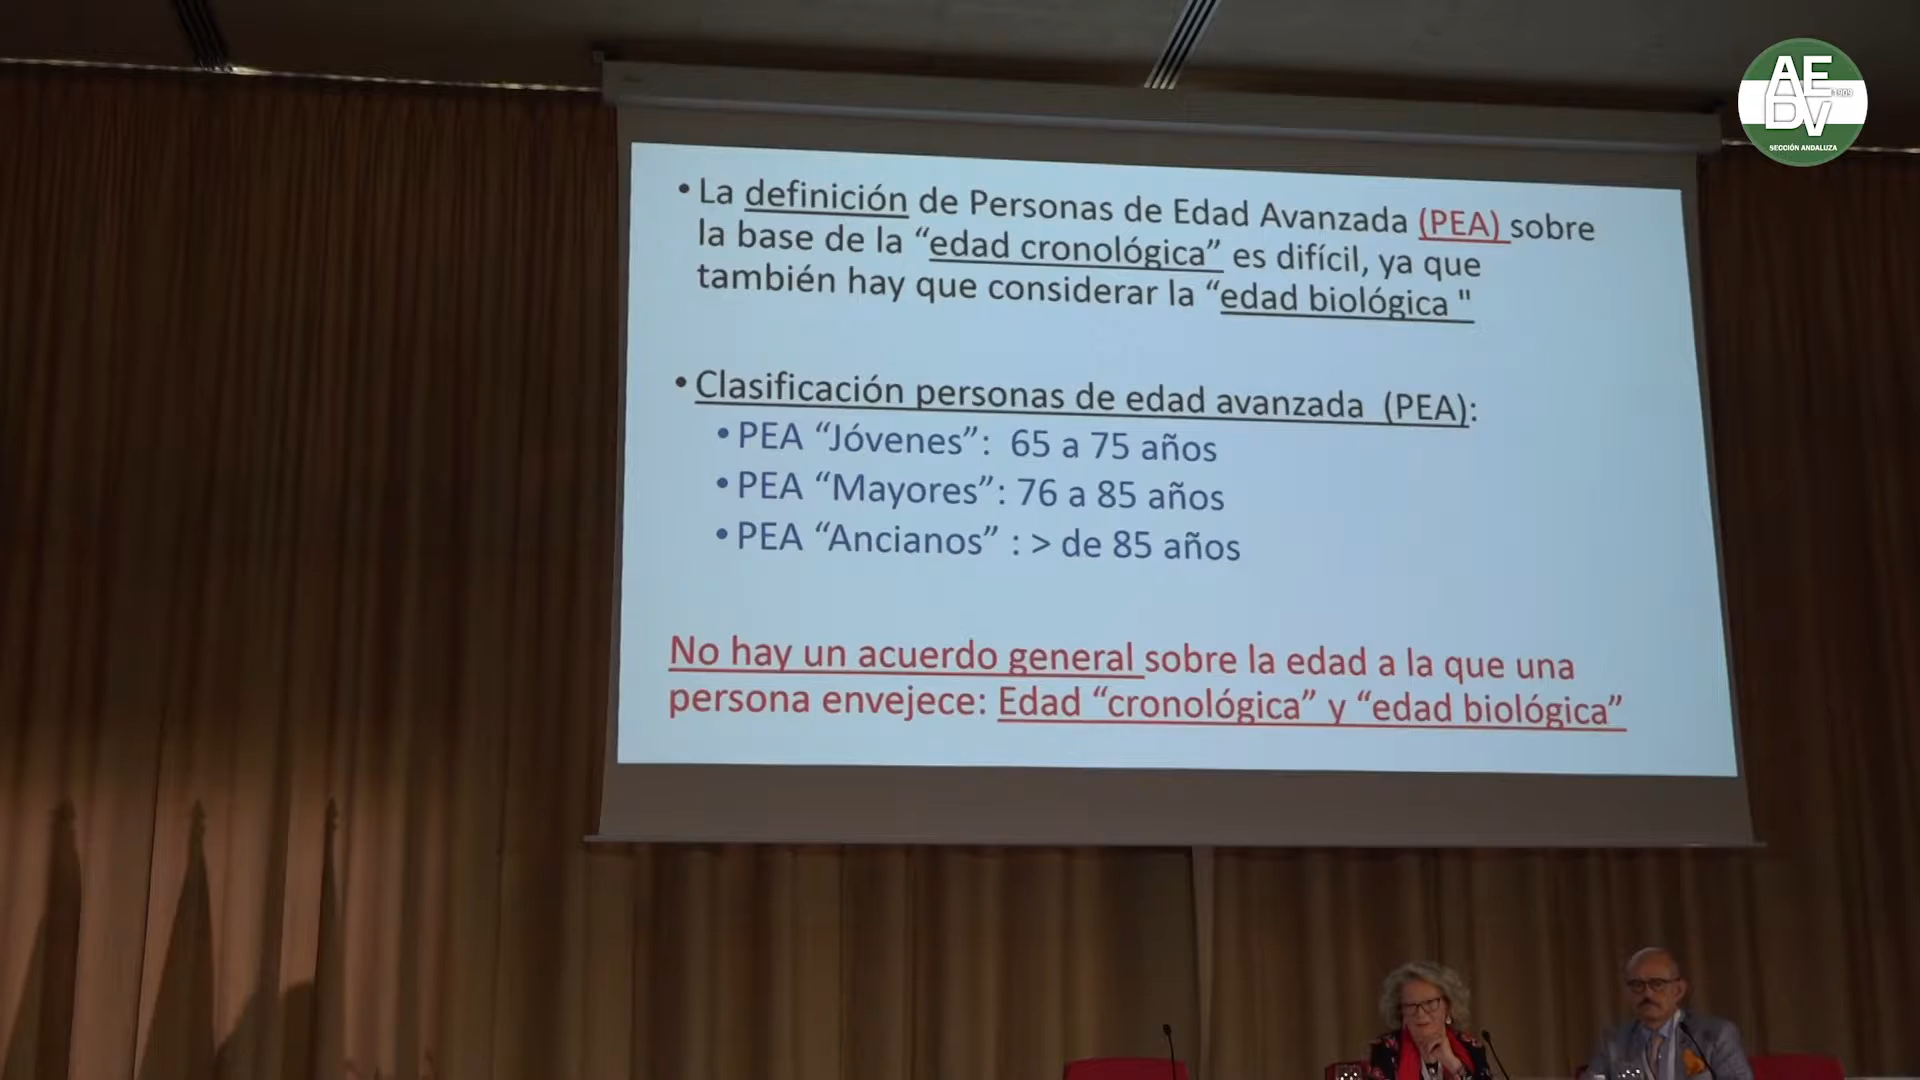 AE
1909
DV
SECCIÓN ANDALUZA
• La definición de Personas de Edad Avanzada (PEA) sobre
la base de la “edad cronológica” es difícil, ya que
también hay que considerar la “edad biológica "
• Clasificación personas de edad avanzada (PEA):
• PEA “Jóvenes”: 65 a 75 años
• PEA “Mayores”: 76 a 85 años
• PEA “Ancianos” : > de 85 años
No hay un acuerdo general sobre la edad a la que una
persona envejece: Edad “cronológica” y “edad biológica”